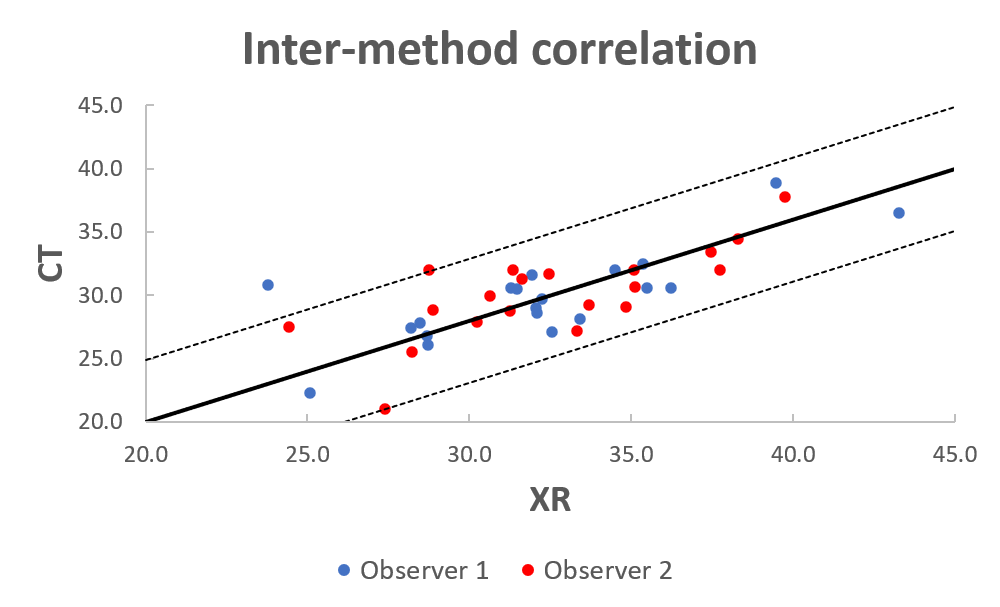 Inter-method correlation
45.0
40.0
35.0
30.0
25.0
20.0
CT
20.0 25.0 30.0 35.0 40.0 45.0
XR
Observer 1 Observer 2